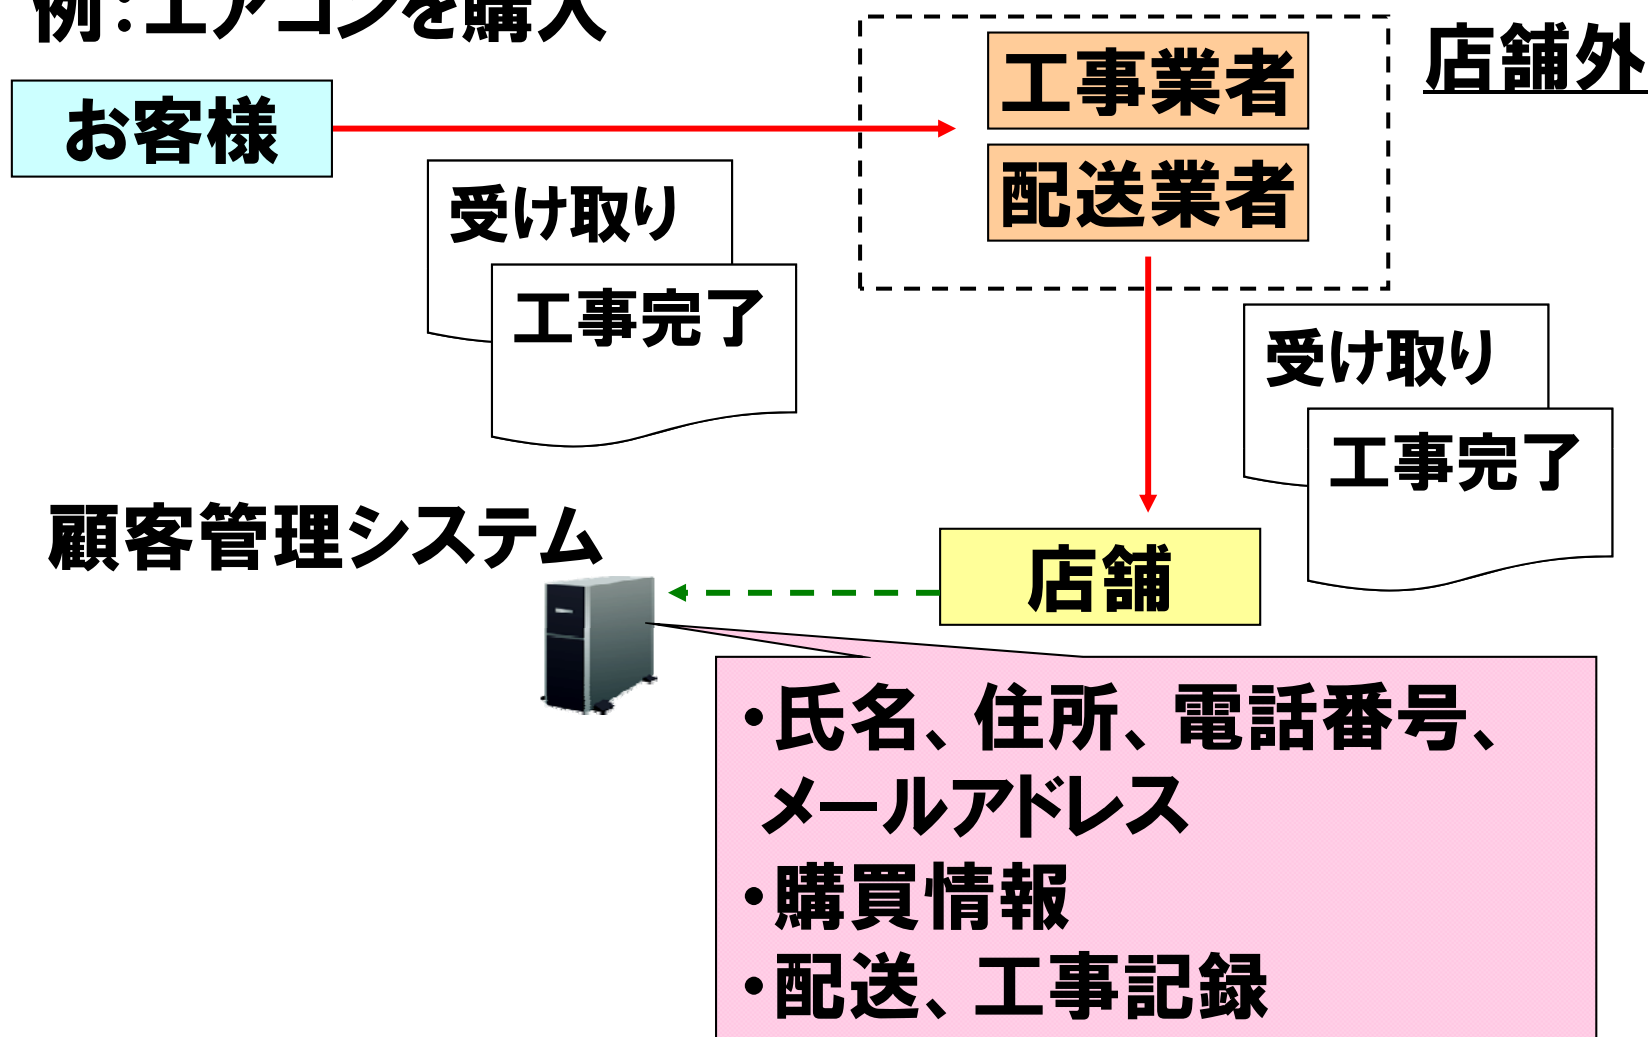 例：エアコンを購入
店舗外
お客様
工事業者
配送業者
受け取り
工事完了
受け取り
工事完了
顧客管理システム
店舗
・氏名、住所、電話番号、
メールアドレス
・購買情報
・配送、工事記録